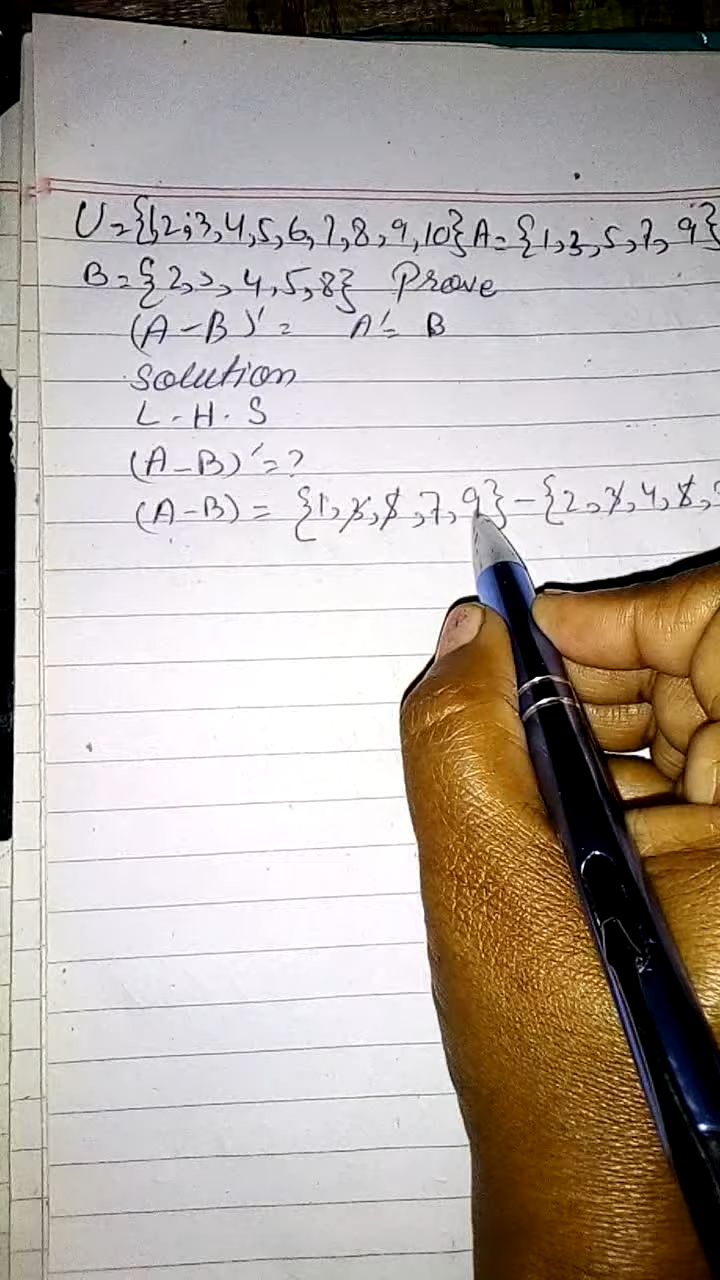 U={1,2,3,4,5,6,7,8,9,10} A={1,3,5,7,9}
B={2,3,4,5,8} Prove
(A-B)'= A'- B
Solution
L.H.S
(A-B)'=?
(A-B) = {1,3,5,7,9}-{2,3,4,5,